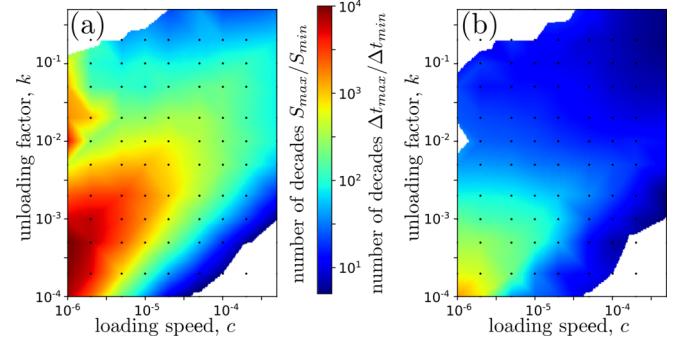 (a)
10^-1
10^-2
10^-3
10^-4
unloading factor, k
10^-6
10^-5
10^-4
loading speed, c
10^4
10^3
10^2
10^1
number of decades S_max/S_min
number of decades Δt_max/Δt_min
(b)
10^-1
10^-2
10^-3
10^-4
unloading factor, k
10^-6
10^-5
10^-4
loading speed, c